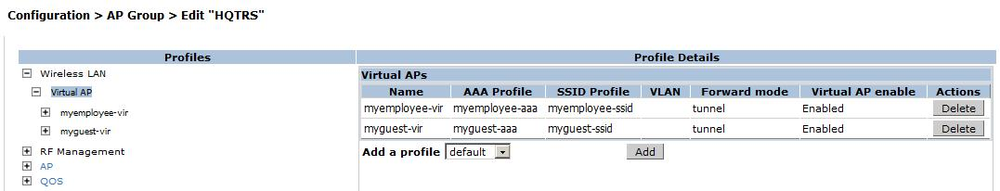 Configuration > AP Group > Edit "HQTRS"
Profiles
Wireless LAN
Virtual AP
myemployee-vir
myguest-vir
RF Management
AP
QOS
Profile Details
Virtual APs
Name AAA Profile SSID Profile VLAN Forward mode Virtual AP enable Actions
myemployee-vir myemployee-aaa myemployee-ssid tunnel Enabled Delete
myguest-vir myguest-aaa myguest-ssid tunnel Enabled Delete
Add a profile default Add